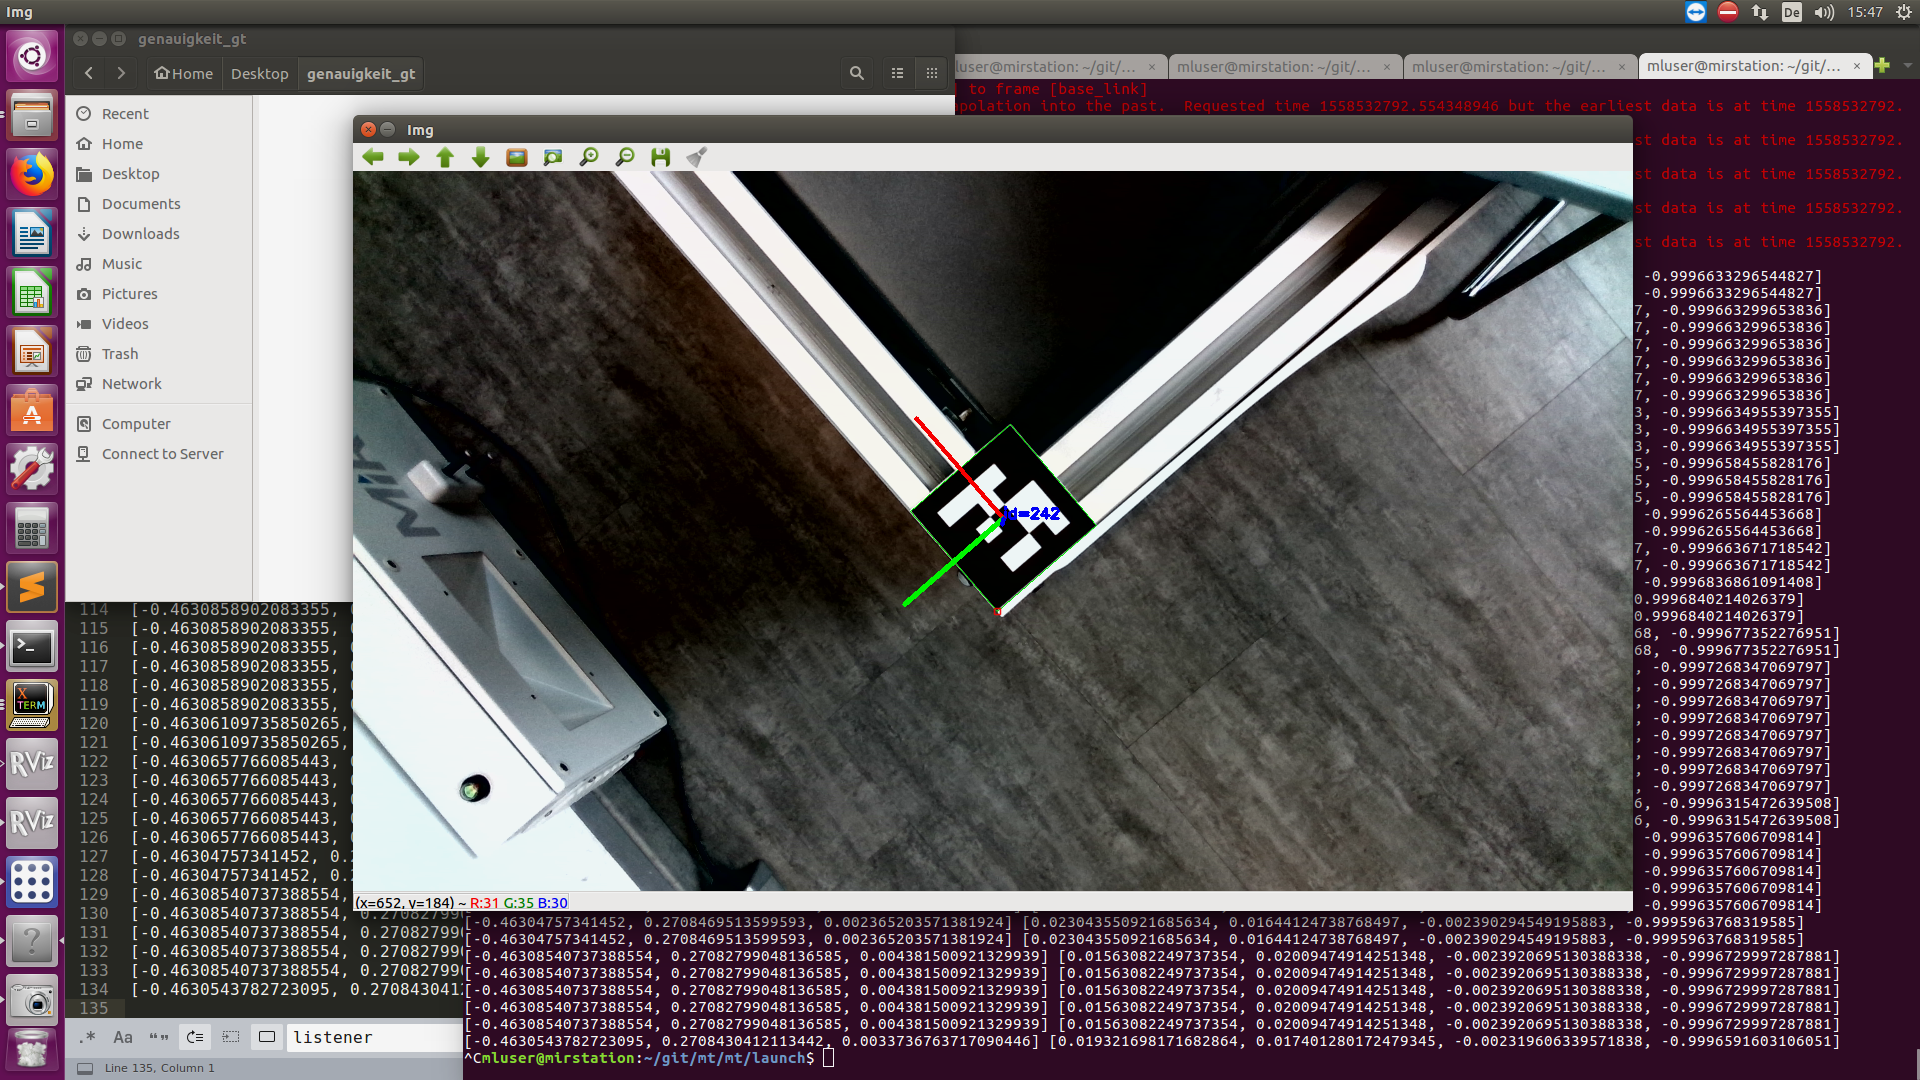 Img
De
15:47
genauigkeit_gt
Home
Desktop
genauigkeit_gt
luser@mirstation: ~/git/... ×
mluser@mirstation: ~/git/... ×
mluser@mirstation: ~/git/... ×
mluser@mirstation: ~/git/... ×
to frame [base_link]
polation into the past.  Requested time 1558532792.554348946 but the earliest data is at time 1558532792.
st data is at time 1558532792.
st data is at time 1558532792.
st data is at time 1558532792.
st data is at time 1558532792.
Recent
Home
Desktop
Documents
Downloads
Music
Pictures
Videos
Trash
Network
Computer
Connect to Server
Img
id=242
MiR
-0.9996633296544827]
-0.9996633296544827]
7, -0.999663299653836]
7, -0.999663299653836]
7, -0.999663299653836]
7, -0.999663299653836]
7, -0.999663299653836]
7, -0.999663299653836]
3, -0.9996634955397355]
3, -0.9996634955397355]
3, -0.9996634955397355]
5, -0.999658455828176]
5, -0.999658455828176]
5, -0.999658455828176]
-0.9996265564453668]
-0.9996265564453668]
7, -0.999663671718542]
7, -0.999663671718542]
-0.9996836861091408]
0.9996840214026379]
0.9996840214026379]
68, -0.999677352276951]
68, -0.999677352276951]
, -0.9997268347069797]
, -0.9997268347069797]
, -0.9997268347069797]
, -0.9997268347069797]
, -0.9997268347069797]
, -0.9997268347069797]
, -0.9997268347069797]
, -0.9997268347069797]
6, -0.9996315472639508]
6, -0.9996315472639508]
-0.9996357606709814]
-0.9996357606709814]
-0.9996357606709814]
-0.9996357606709814]
-0.9996357606709814]
114 [-0.4630858902083355,
115 [-0.4630858902083355,
116 [-0.4630858902083355,
117 [-0.4630858902083355,
118 [-0.4630858902083355,
119 [-0.4630858902083355,
120 [-0.46306109735850265,
121 [-0.46306109735850265,
122 [-0.4630657766085443,
123 [-0.4630657766085443,
124 [-0.4630657766085443,
125 [-0.4630657766085443,
126 [-0.4630657766085443,
127 [-0.46304757341452, 0.2
128 [-0.46304757341452, 0.2
129 [-0.46308540737388554,
130 [-0.46308540737388554, 0.270827990
131 [-0.46308540737388554, 0.270827990
132 [-0.46308540737388554, 0.270827990
133 [-0.46308540737388554, 0.270827990
134 [-0.4630543782723095, 0.2708430412
135
(x=652, y=184) ~ R:31 G:35 B:30
[-0.46304757341452, 0.2708469513599593, 0.002365203571381924] [0.023043550921685634, 0.01644124738768497, -0.002390294549195883, -0.9995963768319585]
[-0.46304757341452, 0.2708469513599593, 0.002365203571381924] [0.023043550921685634, 0.01644124738768497, -0.002390294549195883, -0.9995963768319585]
[-0.46308540737388554, 0.27082799048136585, 0.004381500921329939] [0.01563082249737354, 0.02009474914251348, -0.0023920695130388338, -0.9996729997287881]
[-0.46308540737388554, 0.27082799048136585, 0.004381500921329939] [0.01563082249737354, 0.02009474914251348, -0.0023920695130388338, -0.9996729997287881]
[-0.46308540737388554, 0.27082799048136585, 0.004381500921329939] [0.01563082249737354, 0.02009474914251348, -0.0023920695130388338, -0.9996729997287881]
[-0.46308540737388554, 0.27082799048136585, 0.004381500921329939] [0.01563082249737354, 0.02009474914251348, -0.0023920695130388338, -0.9996729997287881]
[-0.46308540737388554, 0.27082799048136585, 0.004381500921329939] [0.01563082249737354, 0.02009474914251348, -0.0023920695130388338, -0.9996729997287881]
[-0.4630543782723095, 0.2708430412113442, 0.0033736763717090446] [0.019321698171682864, 0.017401280172479345, -0.002319606339571838, -0.9996591603106051]
^Cmluser@mirstation:~/git/mt/mt/launch$
.* Aa “”
listener
Line 135, Column 1
X
TERM
RViz
RViz